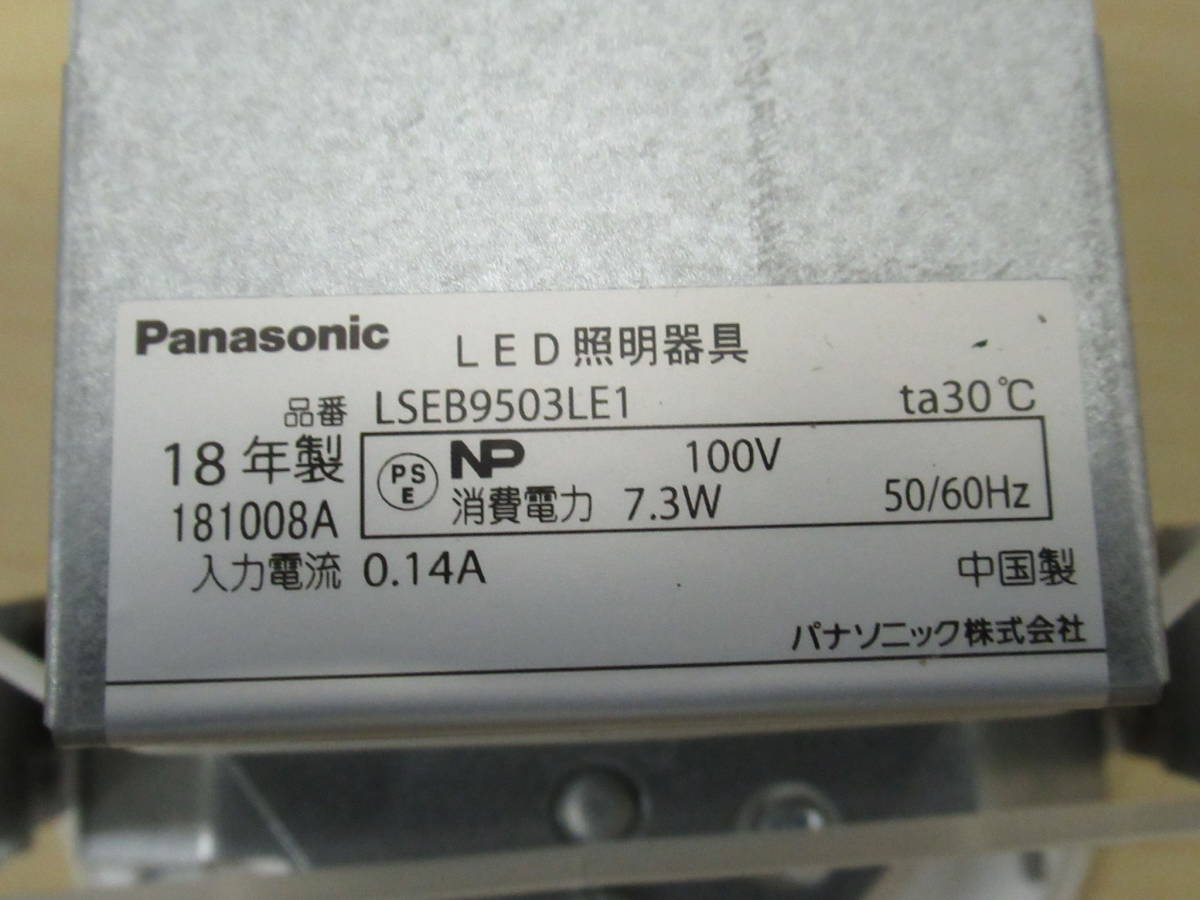 Panasonic LED照明器具
品番 LSEB9503LE1 ta30℃
18年製 PSE NP 100V
181008A 消費電力 7.3W 50/60Hz
入力電流 0.14A 中国製
パナソニック株式会社